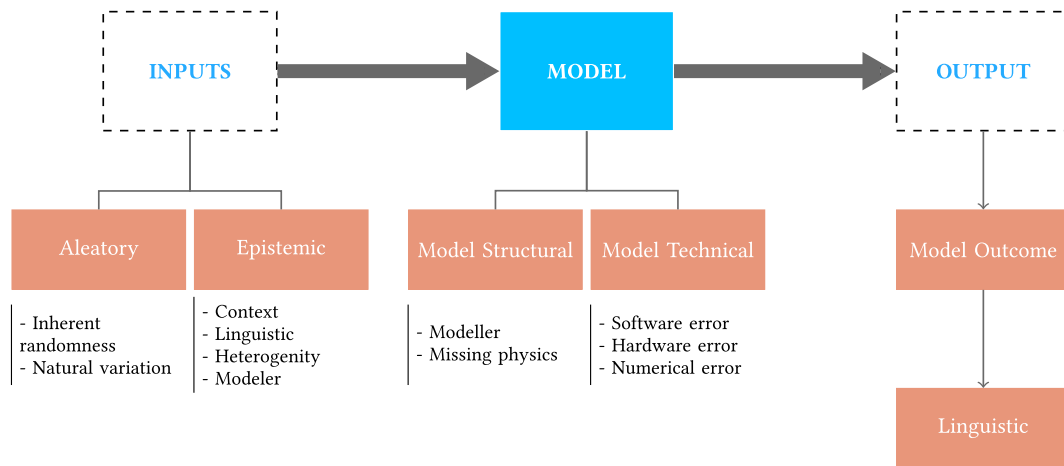 INPUTS
MODEL
OUTPUT
Aleatory
Epistemic
Model Structural
Model Technical
Model Outcome
- Inherent
randomness
- Natural variation
- Context
- Linguistic
- Heterogenity
- Modeler
- Modeller
- Missing physics
- Software error
- Hardware error
- Numerical error
Linguistic